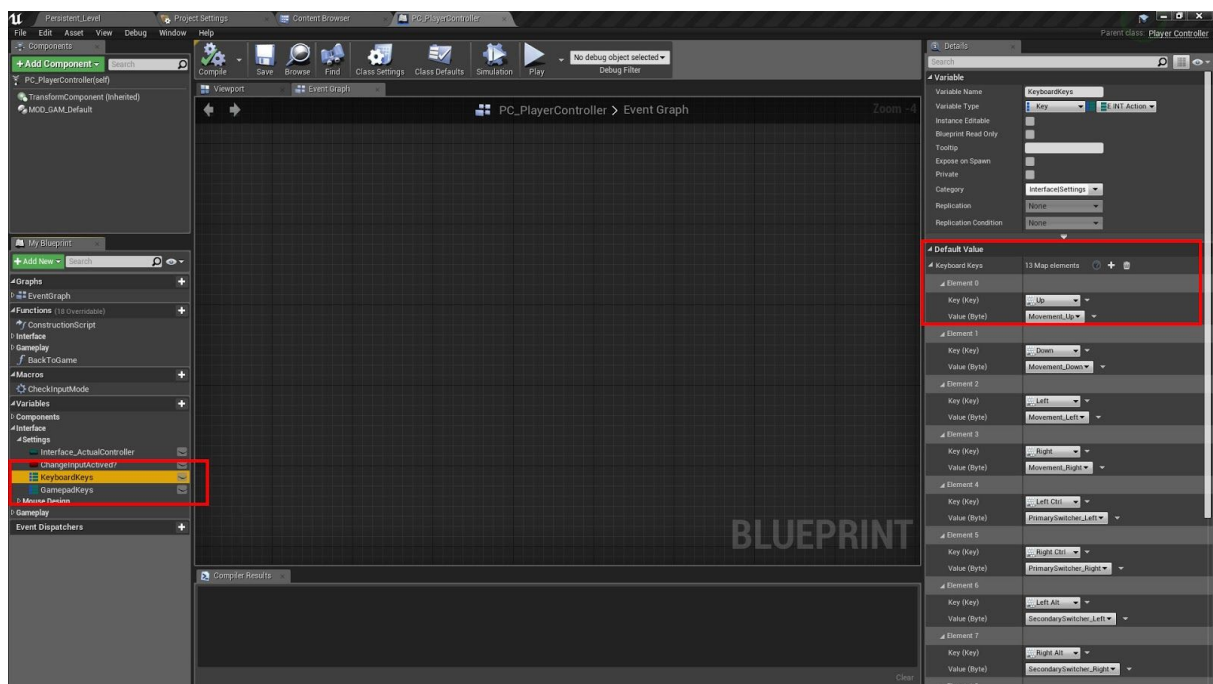 Persistent_Level Project Settings Content Browser PC_PlayerController
File Edit Asset View Debug Window Help
Parent class: Player Controller
Components
+Add Component Search
PC_PlayerController(self)
TransformComponent (Inherited)
MOD_GAM_Default
Compile Save Browse Find Class Settings Class Defaults Simulation Play
No debug object selected
Debug Filter
Viewport Event Graph
PC_PlayerController > Event Graph Zoom -4
BLUEPRINT
Compiler Results
Clear
My Blueprint
+Add New Search
Graphs
EventGraph
Functions (18 Overridable)
ConstructionScript
Interface
Gameplay
BackToGame
Macros
CheckInputMode
Variables
Components
Interface
Settings
Interface_ActualController
ChangeInputActived?
KeyboardKeys
GamepadKeys
Mouse Design
Gameplay
Event Dispatchers
Details
Search
Variable
Variable Name KeyboardKeys
Variable Type Key E INT Action
Instance Editable
Blueprint Read Only
Tooltip
Expose on Spawn
Private
Category Interface|Settings
Replication None
Replication Condition None
Default Value
Keyboard Keys 13 Map elements
Element 0
Key (Key) Up
Value (Byte) Movement_Up
Element 1
Key (Key) Down
Value (Byte) Movement_Down
Element 2
Key (Key) Left
Value (Byte) Movement_Left
Element 3
Key (Key) Right
Value (Byte) Movement_Right
Element 4
Key (Key) Left Ctrl
Value (Byte) PrimarySwitcher_Left
Element 5
Key (Key) Right Ctrl
Value (Byte) PrimarySwitcher_Right
Element 6
Key (Key) Left Alt
Value (Byte) SecondarySwitcher_Left
Element 7
Key (Key) Right Alt
Value (Byte) SecondarySwitcher_Right